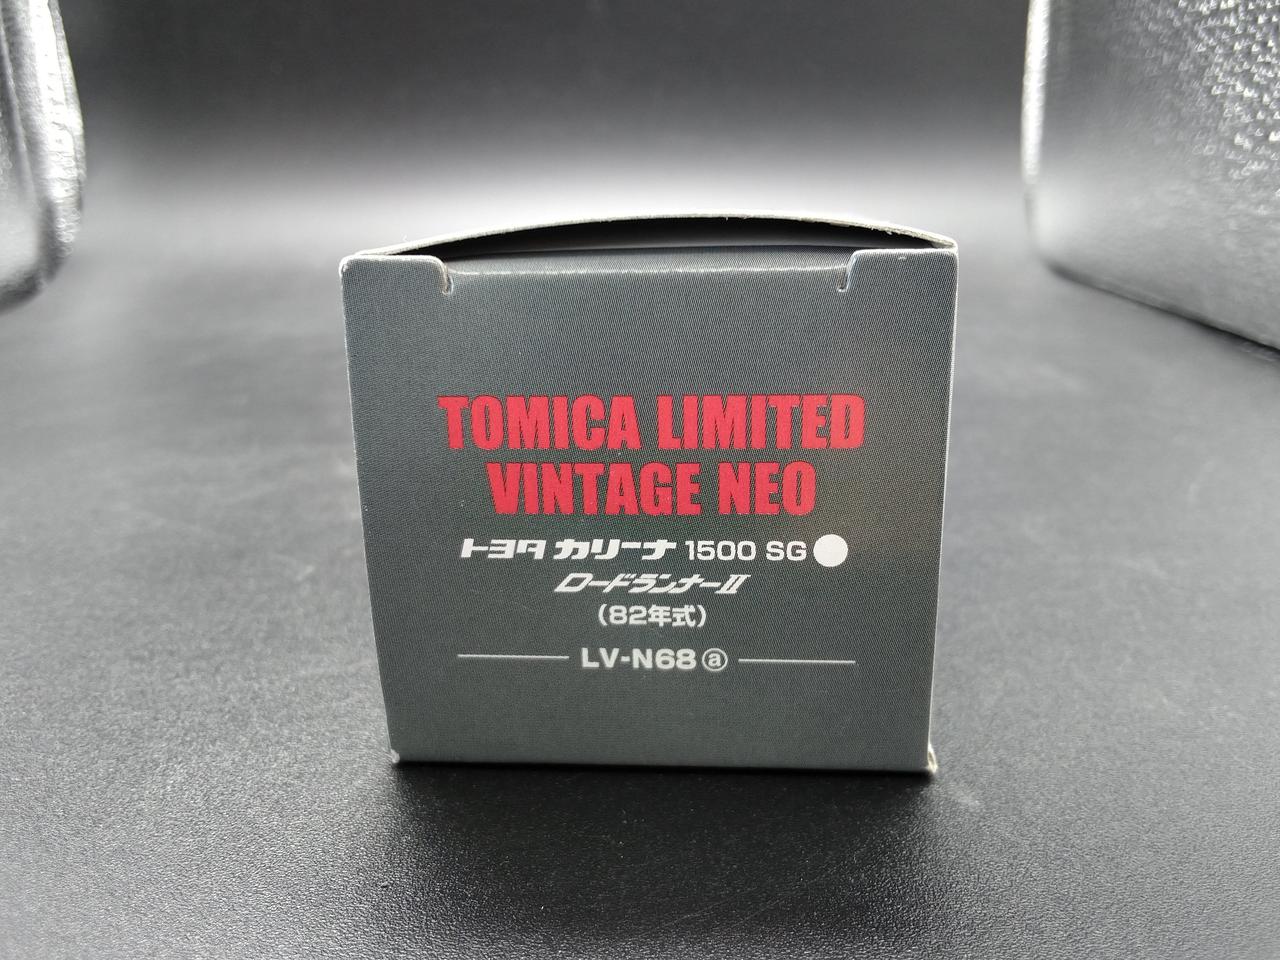 TOMICA LIMITED
VINTAGE NEO
トヨタ カリーナ 1500 SG
ロードランナーⅡ
（82年式）
LV-N68 ⓐ